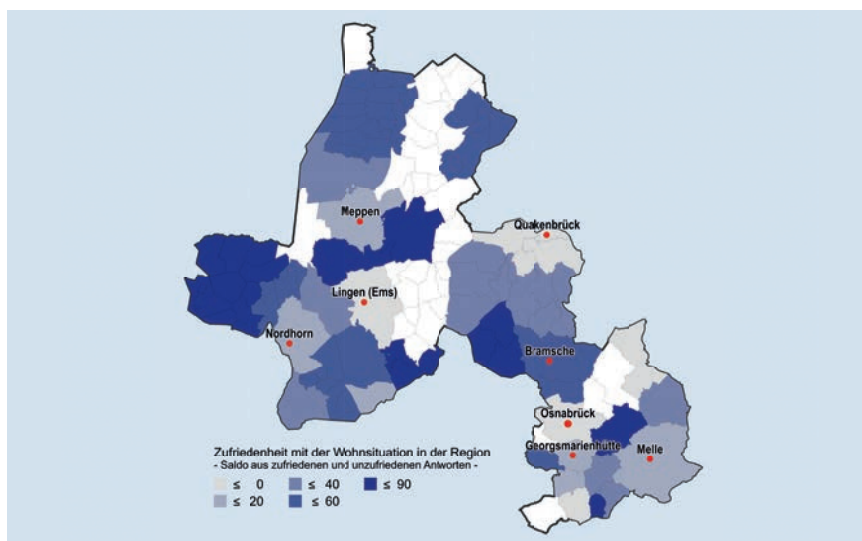 Meppen
Quakenbrück
Lingen (Ems)
Nordhorn
Bramsche
Osnabrück
Georgsmarienhütte
Melle
Zufriedenheit mit der Wohnsituation in der Region
- Saldo aus zufriedenen und unzufriedenen Antworten -
≤ 0 ≤ 40 ≤ 90
≤ 20 ≤ 60